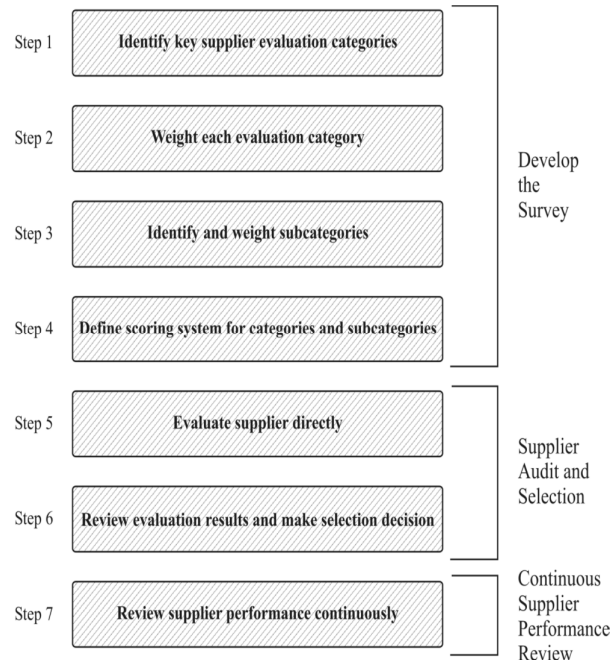 Step 1
Identify key supplier evaluation categories
Step 2
Weight each evaluation category
Step 3
Identify and weight subcategories
Step 4
Define scoring system for categories and subcategories
Develop
the
Survey
Step 5
Evaluate supplier directly
Step 6
Review evaluation results and make selection decision
Supplier
Audit and
Selection
Step 7
Review supplier performance continuously
Continuous
Supplier
Performance
Review